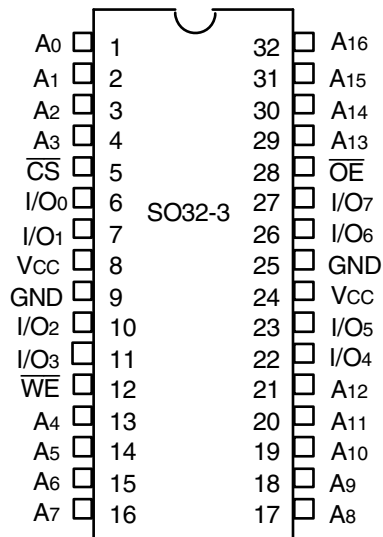 A0 1 32 A16
A1 2 31 A15
A2 3 30 A14
A3 4 29 A13
CS 5 28 OE
I/O0 6 27 I/O7
SO32-3
I/O1 7 26 I/O6
VCC 8 25 GND
GND 9 24 VCC
I/O2 10 23 I/O5
I/O3 11 22 I/O4
WE 12 21 A12
A4 13 20 A11
A5 14 19 A10
A6 15 18 A9
A7 16 17 A8